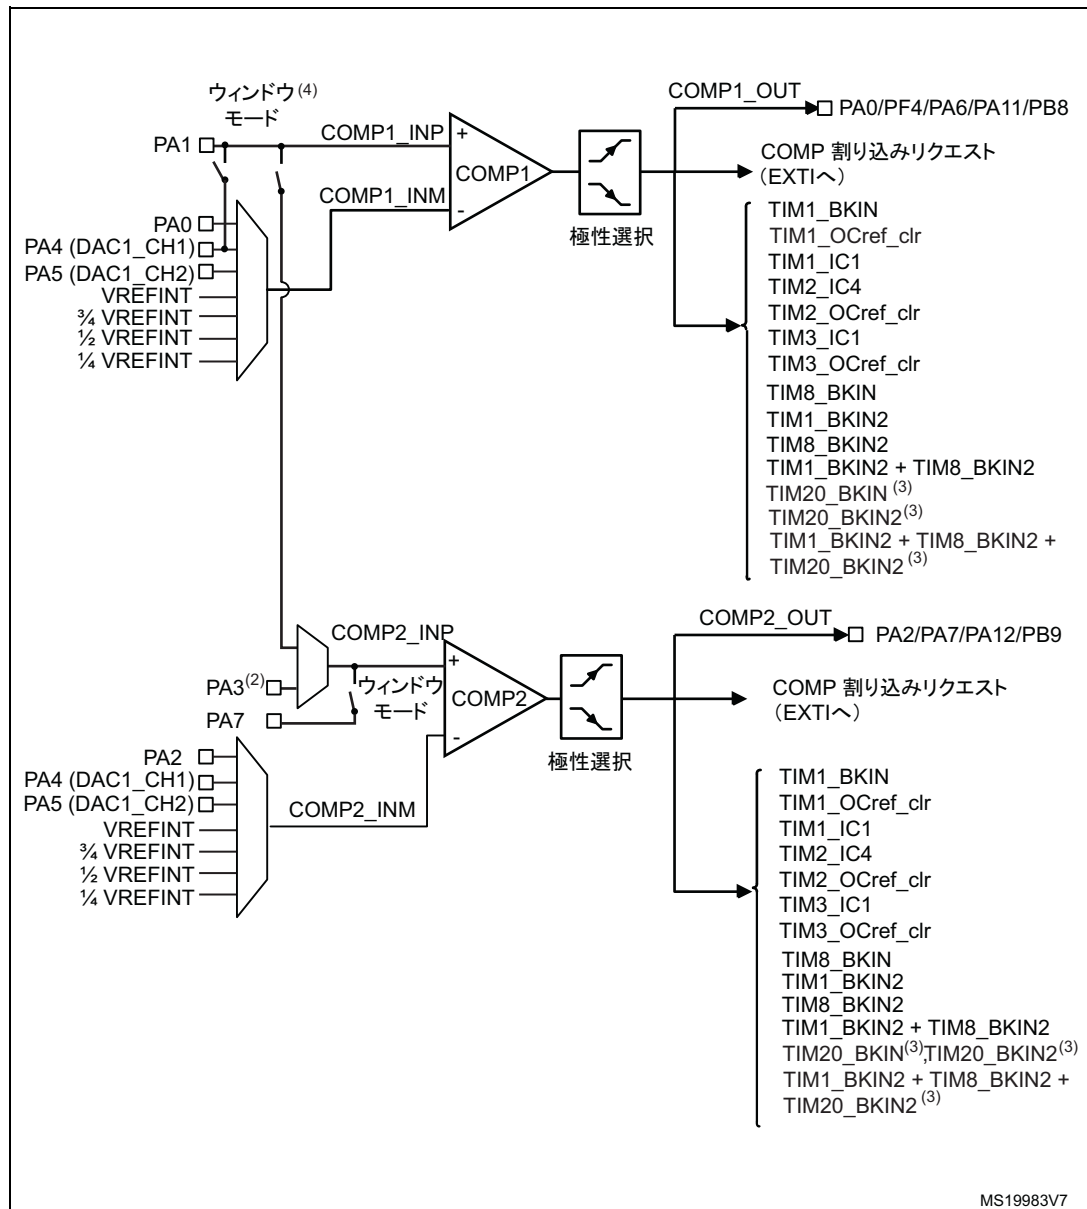 ウィンドウ (4)
モード
PA1
COMP1_INP
+
COMP1
COMP1_INM
-
極性選択
COMP1_OUT
PA0/PF4/PA6/PA11/PB8
COMP 割り込みリクエスト
(EXTIへ)
PA0
PA4 (DAC1_CH1)
PA5 (DAC1_CH2)
VREFINT
¾ VREFINT
½ VREFINT
¼ VREFINT
TIM1_BKIN
TIM1_OCref_clr
TIM1_IC1
TIM2_IC4
TIM2_OCref_clr
TIM3_IC1
TIM3_OCref_clr
TIM8_BKIN
TIM1_BKIN2
TIM8_BKIN2
TIM1_BKIN2 + TIM8_BKIN2
TIM20_BKIN (3)
TIM20_BKIN2(3)
TIM1_BKIN2 + TIM8_BKIN2 +
TIM20_BKIN2 (3)
COMP2_INP
+
COMP2
-
極性選択
COMP2_OUT
PA2/PA7/PA12/PB9
COMP 割り込みリクエスト
(EXTIへ)
PA3(2)
ウィンドウ
モード
PA7
PA2
PA4 (DAC1_CH1)
PA5 (DAC1_CH2)
VREFINT
¾ VREFINT
½ VREFINT
¼ VREFINT
COMP2_INM
TIM1_BKIN
TIM1_OCref_clr
TIM1_IC1
TIM2_IC4
TIM2_OCref_clr
TIM3_IC1
TIM3_OCref_clr
TIM8_BKIN
TIM1_BKIN2
TIM8_BKIN2
TIM1_BKIN2 + TIM8_BKIN2
TIM20_BKIN(3),TIM20_BKIN2(3)
TIM1_BKIN2 + TIM8_BKIN2 +
TIM20_BKIN2 (3)
MS19983V7